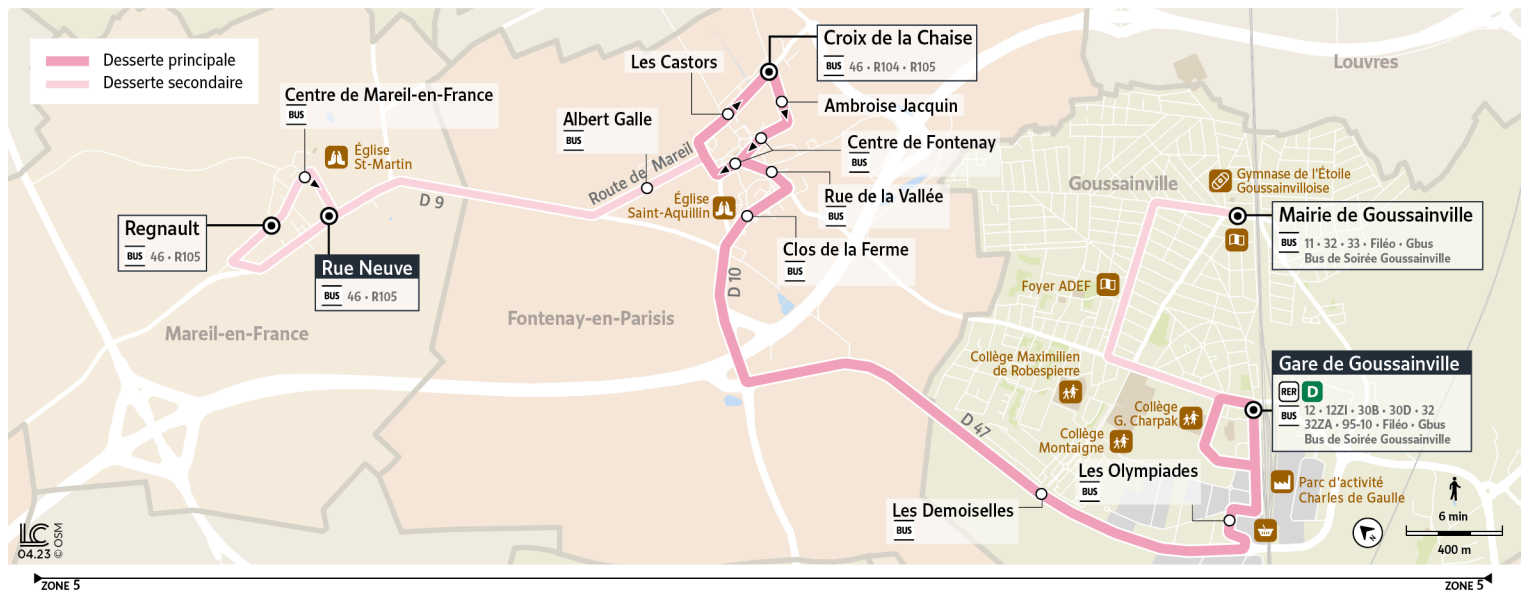 Desserte principale
Desserte secondaire
Centre de Mareil-en-France
BUS
Église
St-Martin
Regnault
BUS 46 • R105
Rue Neuve
BUS 46 • R105
Mareil-en-France
D 9
Route de Mareil
Albert Galle
BUS
Les Castors
Croix de la Chaise
BUS 46 • R104 • R105
Ambroise Jacquin
Centre de Fontenay
BUS
Rue de la Vallée
BUS
Église
Saint-Aquillin
Clos de la Ferme
BUS
D 10
Fontenay-en-Parisis
Louvres
Goussainville
Gymnase de l'Étoile
Goussainvilloise
Mairie de Goussainville
BUS 11 • 32 • 33 • Filéo • Gbus
Bus de Soirée Goussainville
Foyer ADEF
Collège Maximilien
de Robespierre
Collège
G. Charpak
Collège
Montaigne
Gare de Goussainville
RER D
BUS 12 • 12ZI • 30B • 30D • 32
32ZA • 95-10 • Filéo • Gbus
Bus de Soirée Goussainville
D 47
Les Olympiades
BUS
Les Demoiselles
BUS
Parc d'activité
Charles de Gaulle
N
6 min
400 m
LC
04.23 © OSM
ZONE 5
ZONE 5